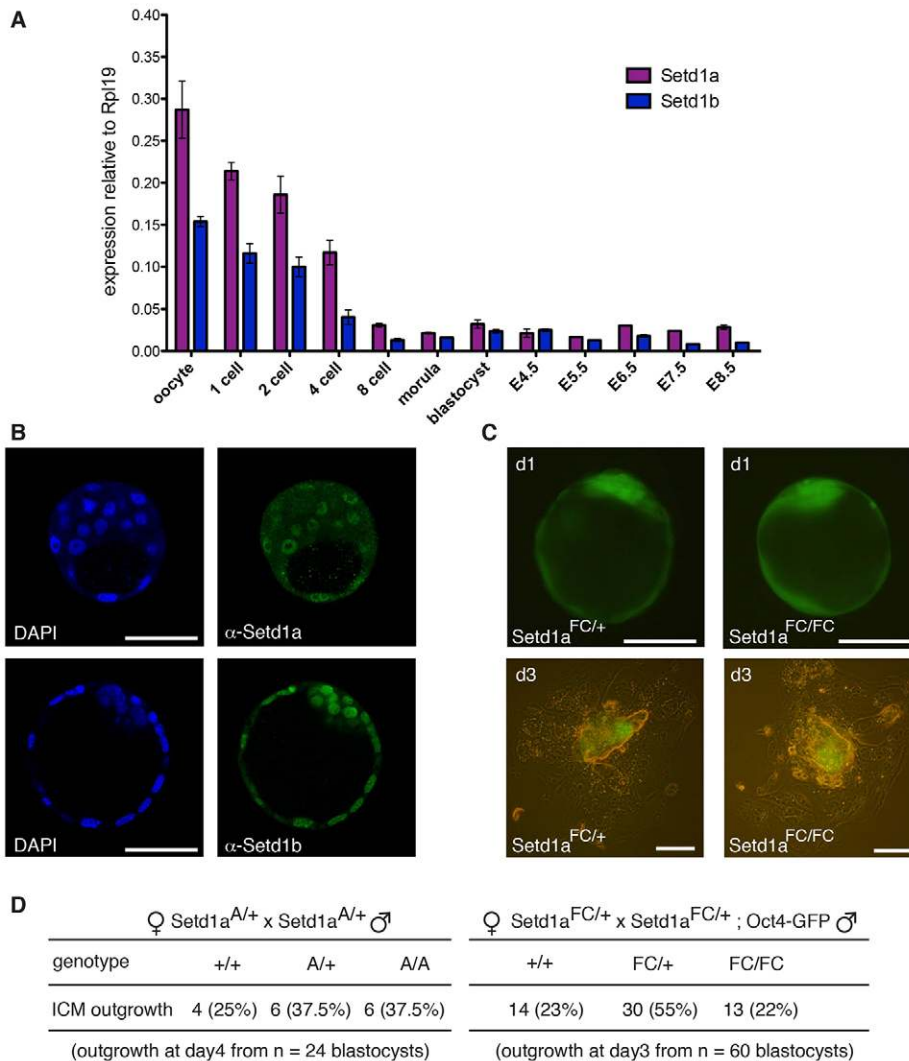 A
expression relative to Rpl19
0.40
0.35
0.30
0.25
0.20
0.15
0.10
0.05
0.00
Setd1a
Setd1b
oocyte
1 cell
2 cell
4 cell
8 cell
morula
blastocyst
E4.5
E5.5
E6.5
E7.5
E8.5
B
DAPI
α-Setd1a
DAPI
α-Setd1b
C
d1
Setd1a FC/+
d1
Setd1a FC/FC
d3
Setd1a FC/+
d3
Setd1a FC/FC
D
♀ Setd1a A/+ x Setd1a A/+ ♂
genotype +/+ A/+ A/A
ICM outgrowth 4 (25%) 6 (37.5%) 6 (37.5%)
(outgrowth at day4 from n = 24 blastocysts)
♀ Setd1a FC/+ x Setd1a FC/+ ; Oct4-GFP ♂
+/+ FC/+ FC/FC
14 (23%) 30 (55%) 13 (22%)
(outgrowth at day3 from n = 60 blastocysts)